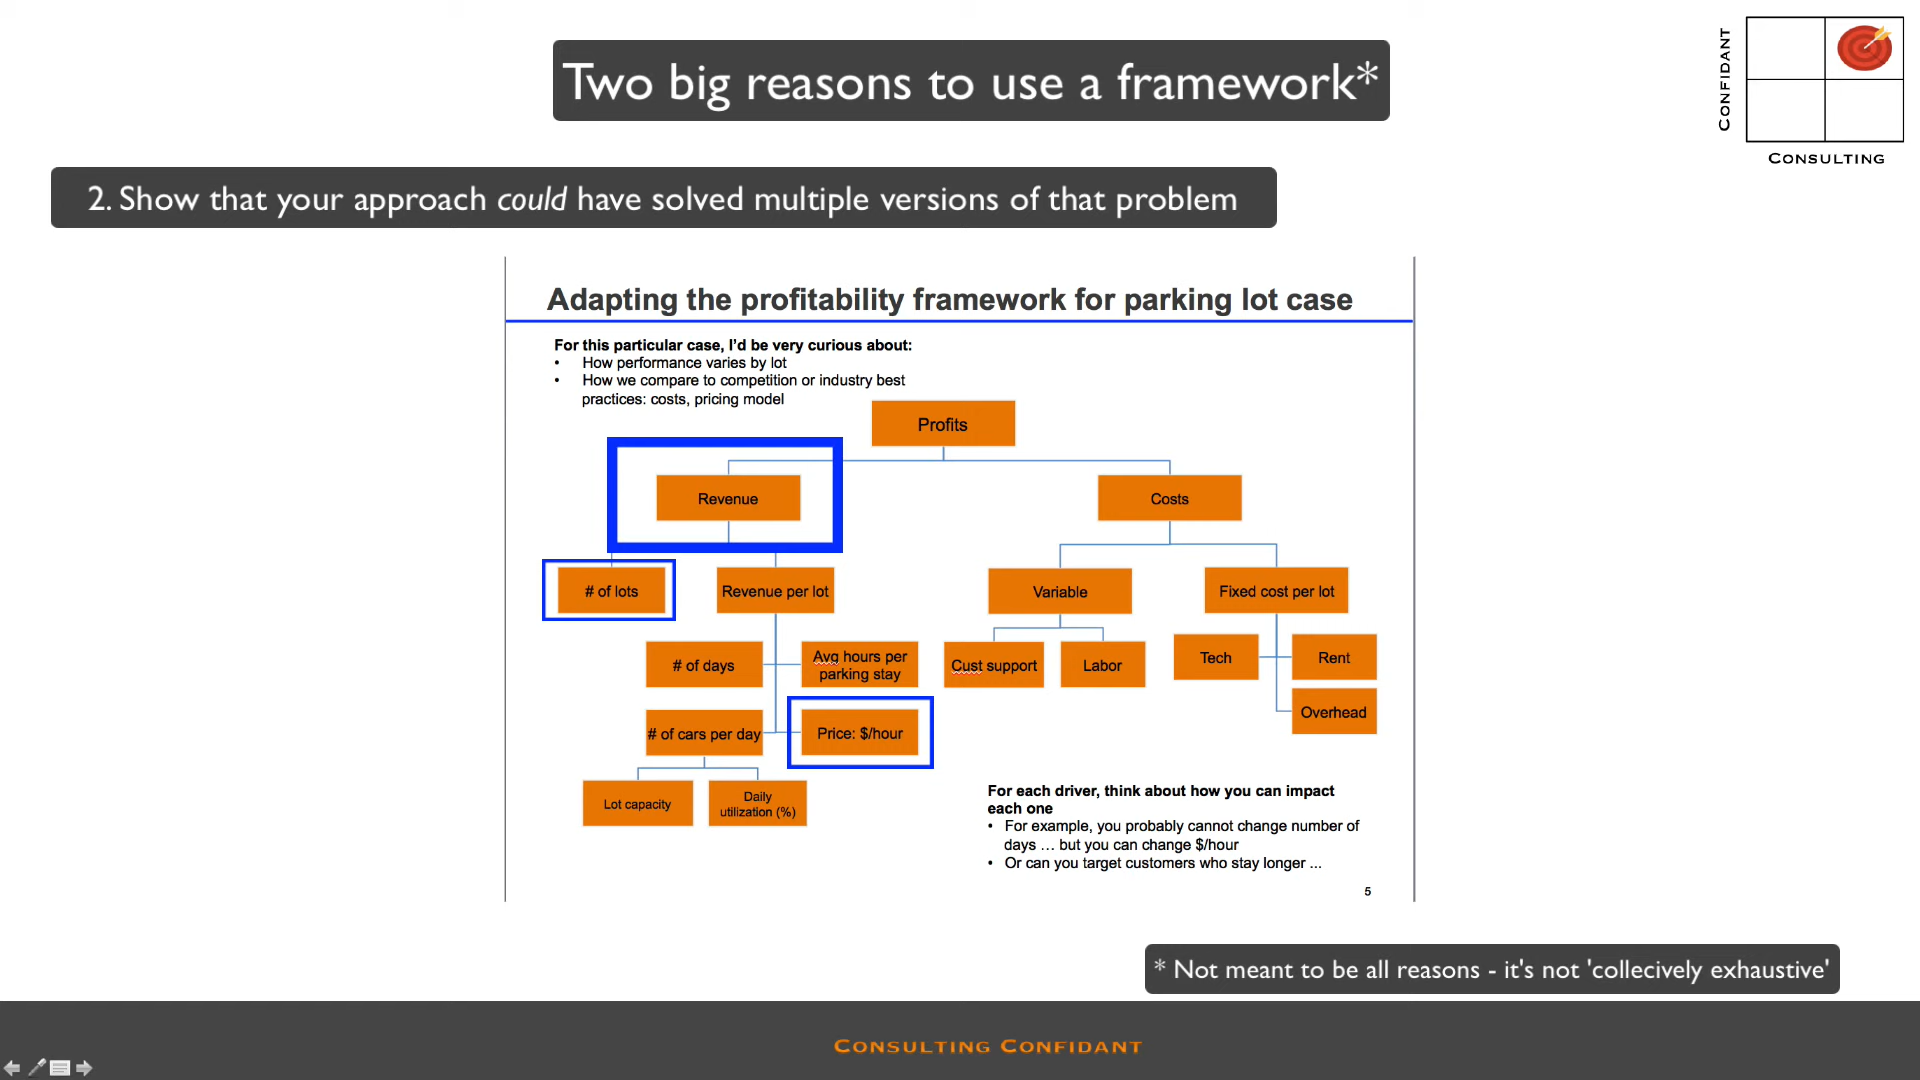 Two big reasons to use a framework*
CONFIDANT
CONSULTING
2. Show that your approach could have solved multiple versions of that problem
Adapting the profitability framework for parking lot case
For this particular case, I'd be very curious about:
• How performance varies by lot
• How we compare to competition or industry best
practices: costs, pricing model
Profits
Revenue
Costs
# of lots
Revenue per lot
Variable
Fixed cost per lot
# of days
Avg hours per
parking stay
Cust support
Labor
Tech
Rent
# of cars per day
Price: $/hour
Overhead
Lot capacity
Daily
utilization (%)
For each driver, think about how you can impact
each one
• For example, you probably cannot change number of
days … but you can change $/hour
• Or can you target customers who stay longer ...
5
* Not meant to be all reasons - it's not 'collecively exhaustive'
CONSULTING CONFIDANT